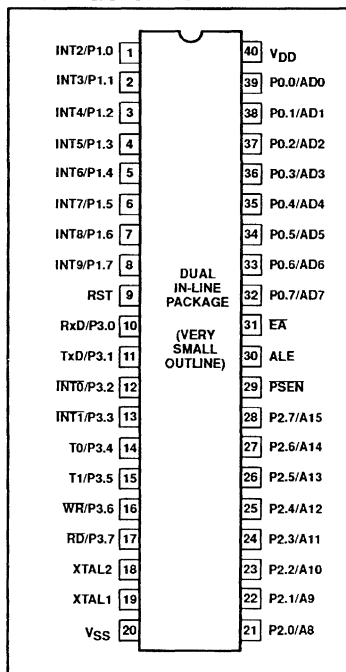 INT2/P1.0 1 40 VDD
INT3/P1.1 2 39 P0.0/AD0
INT4/P1.2 3 38 P0.1/AD1
INT5/P1.3 4 37 P0.2/AD2
INT6/P1.4 5 36 P0.3/AD3
INT7/P1.5 6 35 P0.4/AD4
INT8/P1.6 7 34 P0.5/AD5
INT9/P1.7 8 33 P0.6/AD6
DUAL
IN-LINE
PACKAGE
(VERY
SMALL
OUTLINE)
RST 9 32 P0.7/AD7
RxD/P3.0 10 31 E̅A̅
TxD/P3.1 11 30 ALE
I̅N̅T̅0̅/P3.2 12 29 P̅S̅E̅N̅
I̅N̅T̅1̅/P3.3 13 28 P2.7/A15
T0/P3.4 14 27 P2.6/A14
T1/P3.5 15 26 P2.5/A13
W̅R̅/P3.6 16 25 P2.4/A12
R̅D̅/P3.7 17 24 P2.3/A11
XTAL2 18 23 P2.2/A10
XTAL1 19 22 P2.1/A9
VSS 20 21 P2.0/A8